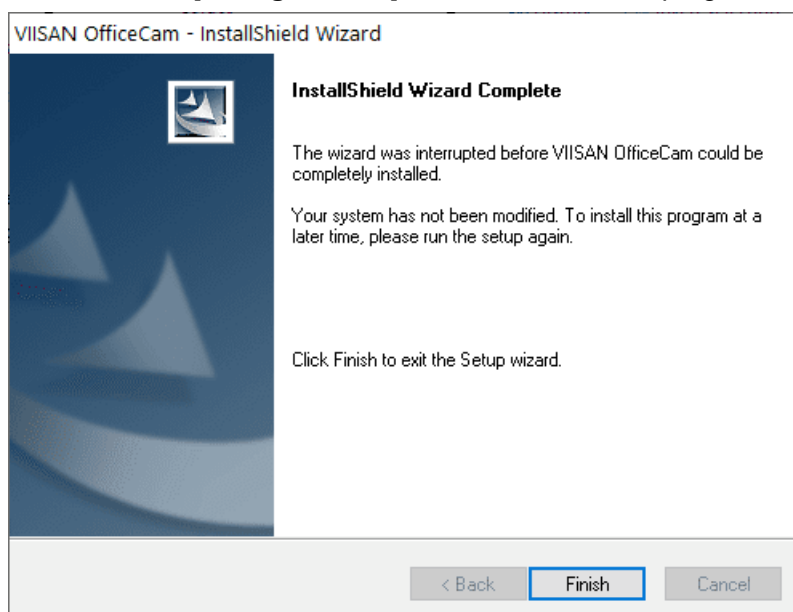 VIISAN OfficeCam - InstallShield Wizard
InstallShield Wizard Complete
The wizard was interrupted before VIISAN OfficeCam could be
completely installed.
Your system has not been modified. To install this program at a
later time, please run the setup again.
Click Finish to exit the Setup wizard.
< Back
Finish
Cancel